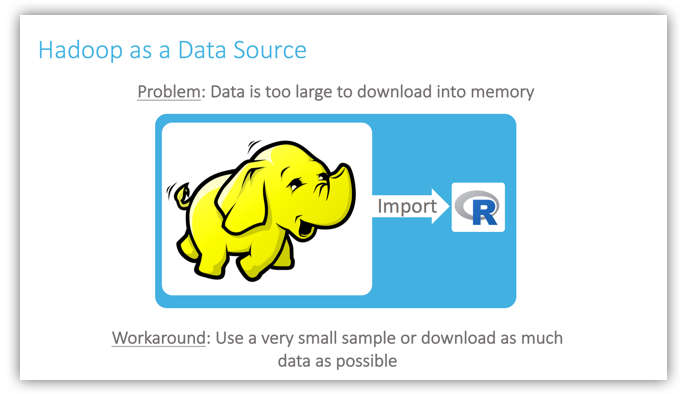 Hadoop as a Data Source
Problem: Data is too large to download into memory
Import
R
Workaround: Use a very small sample or download as much
data as possible